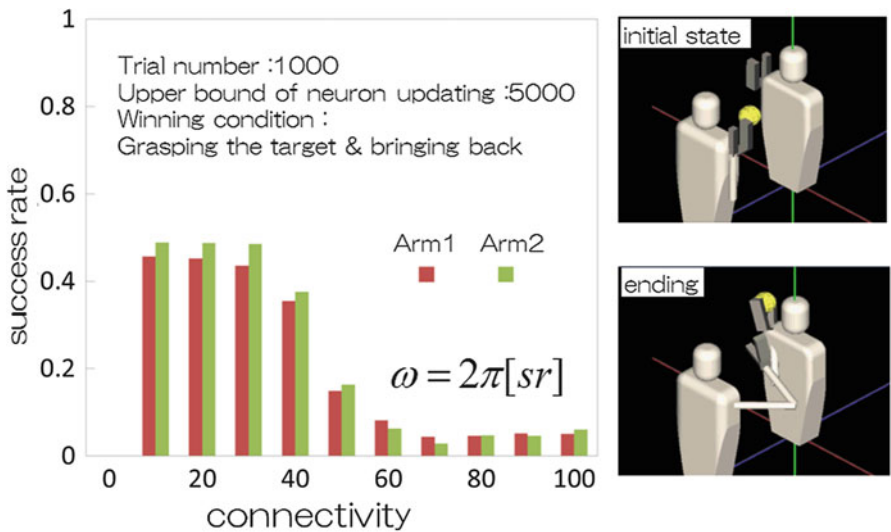 1
0.8
0.6
0.4
0.2
0
success rate
Trial number :1000
Upper bound of neuron updating :5000
Winning condition :
Grasping the target & bringing back
Arm1 Arm2
ω = 2π[sr]
0 20 40 60 80 100
connectivity
initial state
ending